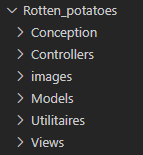 Rotten_potatoes
Conception
Controllers
images
Models
Utilitaires
Views